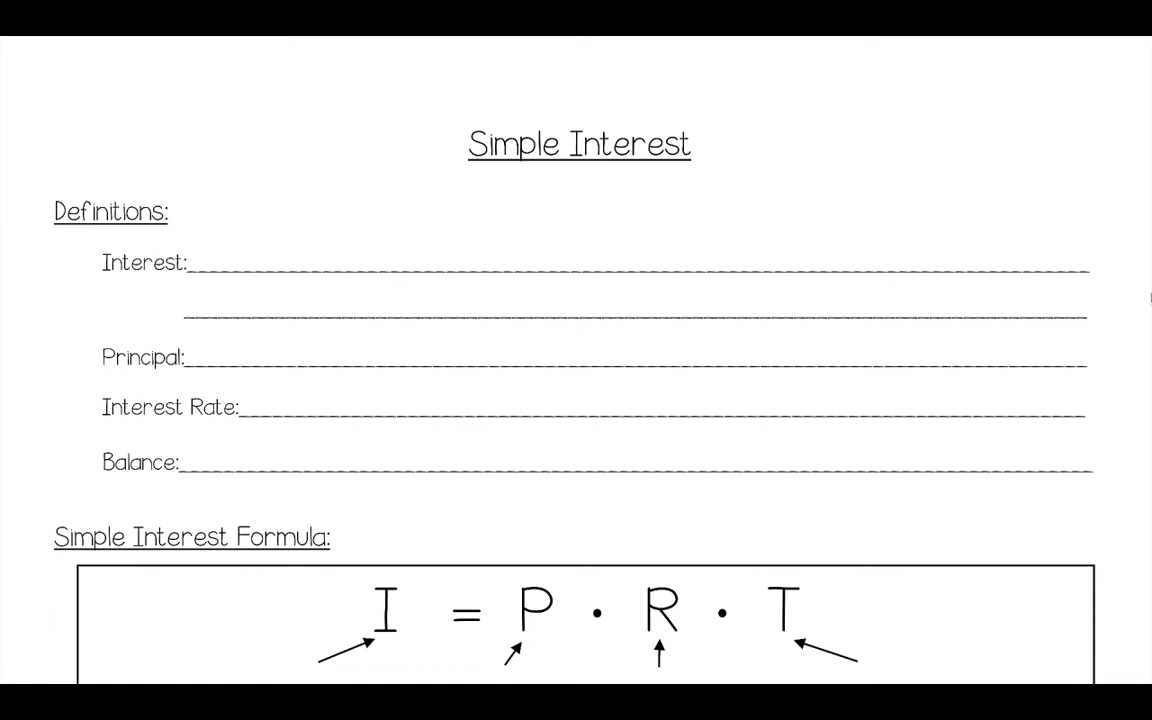 Simple Interest
Definitions:
Interest:
Principal:
Interest Rate:
Balance:
Simple Interest Formula:
I = P · R · T